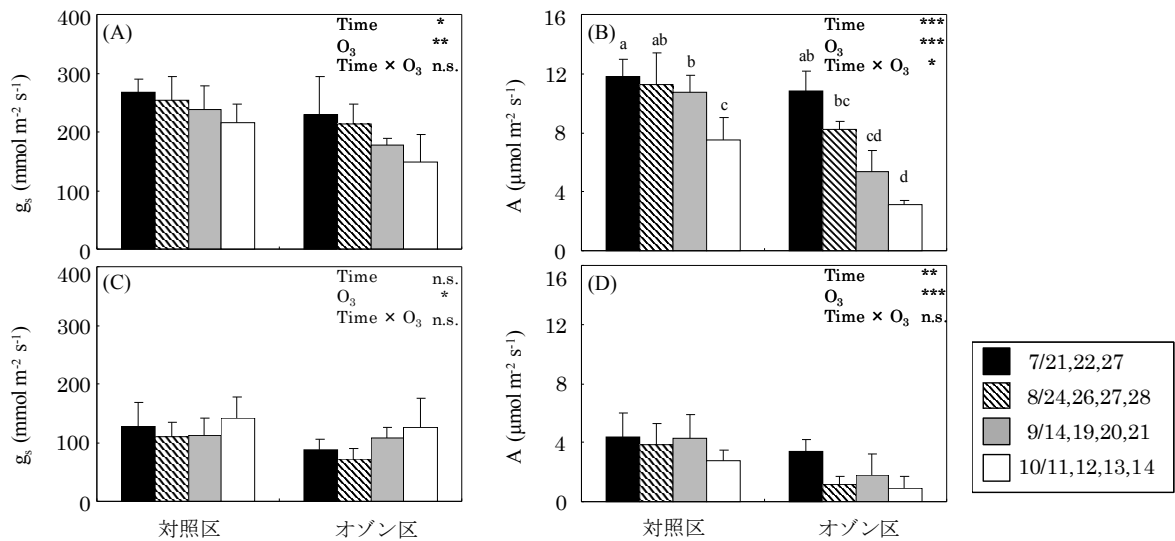 (A)
Time *
O₃ **
Time × O₃ n.s.
400
300
200
100
0
gₛ (mmol m⁻² s⁻¹)
(B)
Time ***
O₃ ***
Time × O₃ *
a ab b c
ab bc cd d
16
12
8
4
0
A (μmol m⁻² s⁻¹)
(C)
Time n.s.
O₃ *
Time × O₃ n.s.
400
300
200
100
0
gₛ (mmol m⁻² s⁻¹)
対照区 オゾン区
(D)
Time **
O₃ ***
Time × O₃ n.s.
16
12
8
4
0
A (μmol m⁻² s⁻¹)
対照区 オゾン区
7/21,22,27
8/24,26,27,28
9/14,19,20,21
10/11,12,13,14